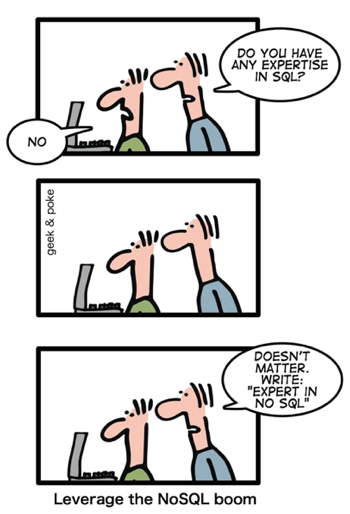 DO YOU HAVE
ANY EXPERTISE
IN SQL?
NO
geek & poke
DOESN'T
MATTER.
WRITE:
"EXPERT IN
NO SQL"
Leverage the NoSQL boom